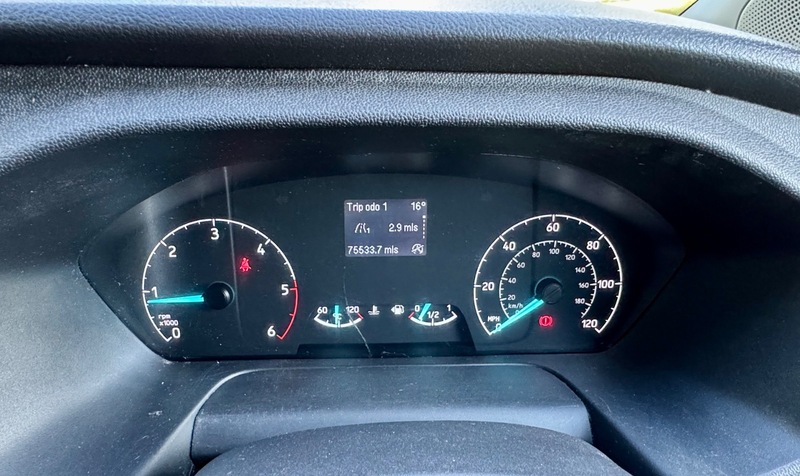 Trip odo 1 16°
1 2.9 mls
75533.7 mls
0 1 2 3 4 5 6
rpm
x1000
60 120
°C
0 1/2 1
0 20 40 60 80 100 120
MPH
20 40 60 80 100 120 140 160 180
km/h